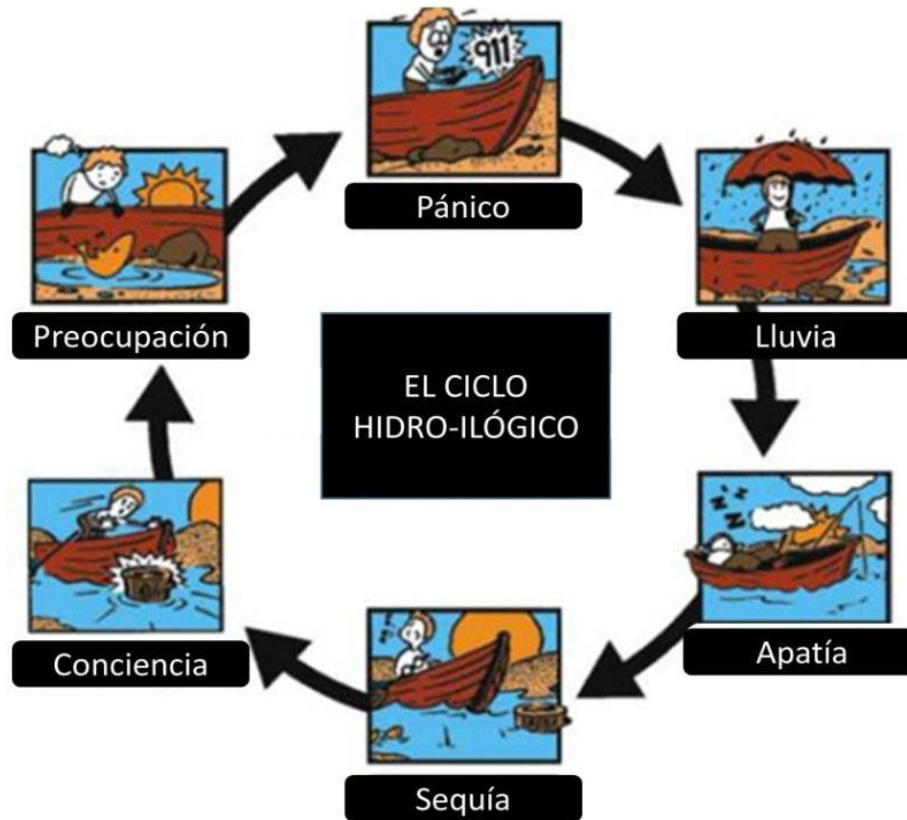 911
Pánico
Lluvia
Preocupación
EL CICLO
HIDRO-ILÓGICO
Z Z Z
Apatía
Conciencia
Sequía